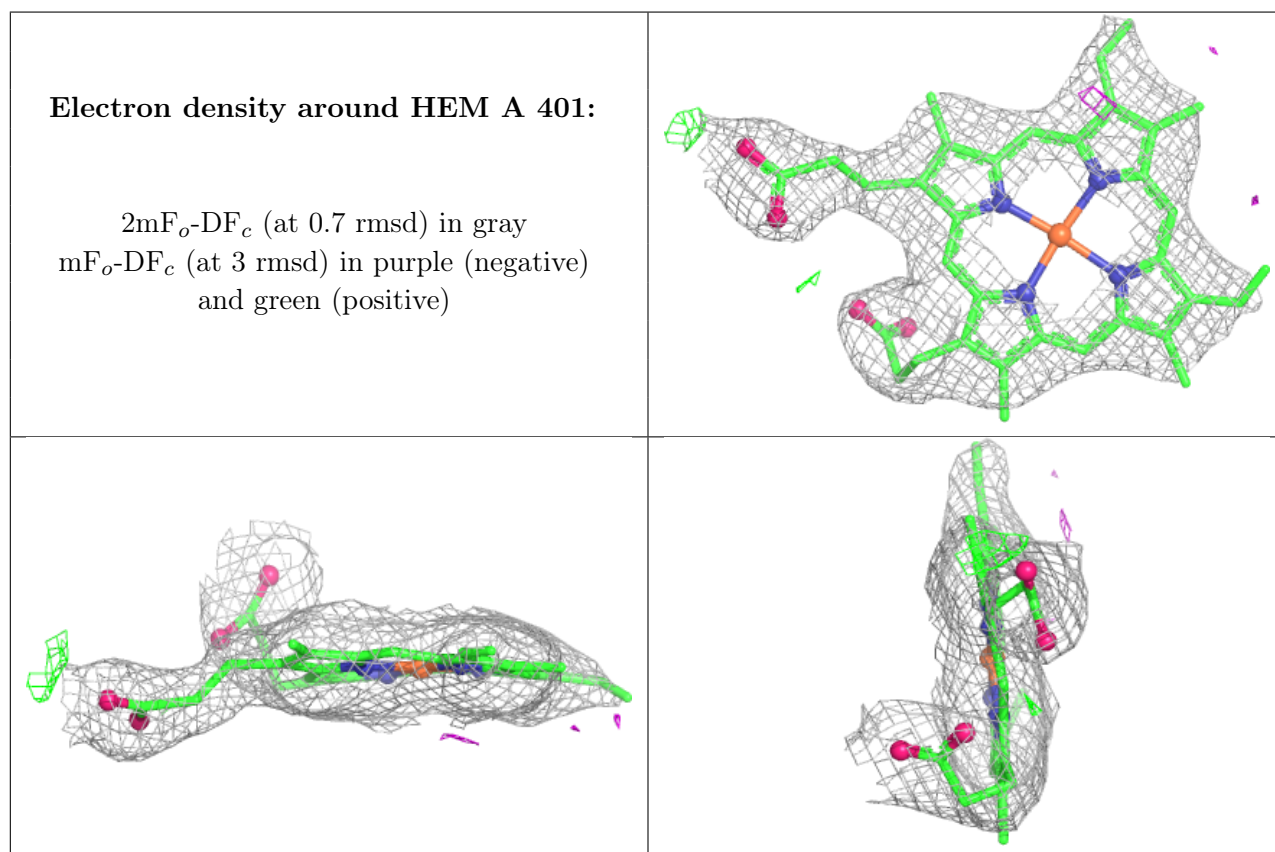 Electron density around HEM A 401:
2mFo-DFc (at 0.7 rmsd) in gray
mFo-DFc (at 3 rmsd) in purple (negative)
and green (positive)